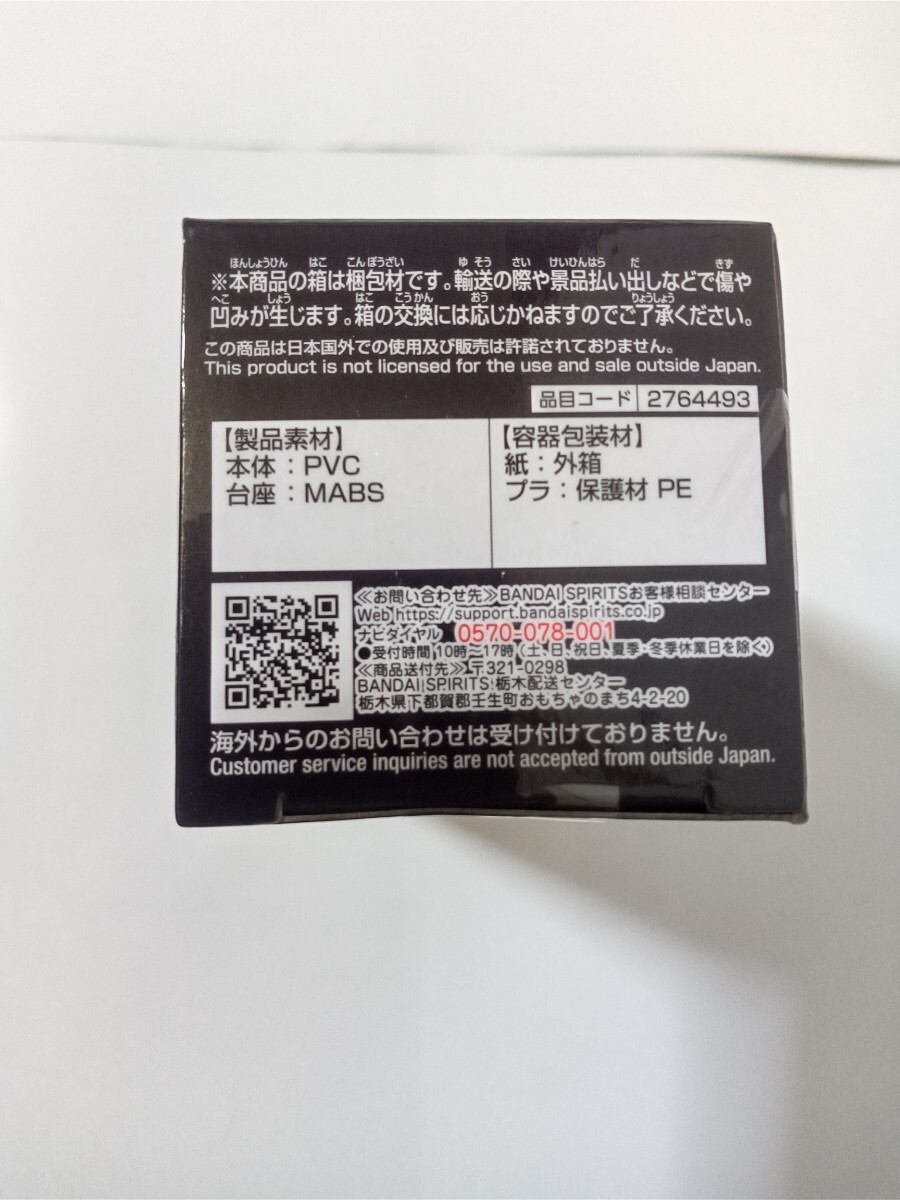 ※本商品の箱は梱包材です。輸送の際や景品払い出しなどで傷や
凹みが生じます。箱の交換には応じかねますのでご了承ください。
この商品は日本国外での使用及び販売は許諾されておりません。
This product is not licensed for the use and sale outside Japan.
品目コード 2764493
【製品素材】
本体：PVC
台座：MABS
【容器包装材】
紙：外箱
プラ：保護材 PE
≪お問い合わせ先≫BANDAI SPIRITSお客様相談センター
Web https://support.bandaispirits.co.jp
ナビダイヤル 0570-078-001
●受付時間 10時〜17時（土、日、祝日、夏季・冬季休業日を除く）
≪商品送付先≫〒321-0298
BANDAI SPIRITS 栃木配送センター
栃木県下都賀郡壬生町おもちゃのまち4-2-20
海外からのお問い合わせは受け付けておりません。
Customer service inquiries are not accepted from outside Japan.